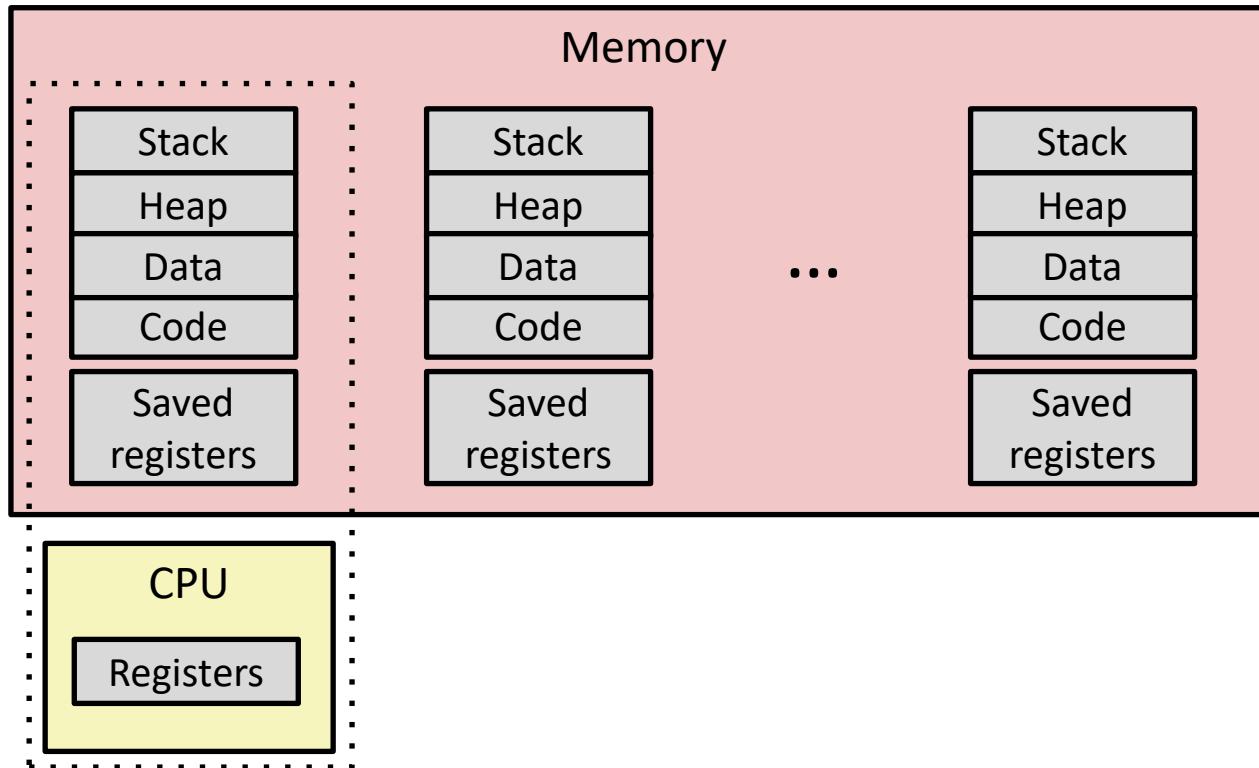 Memory
Stack
Heap
Data
Code
Saved
registers
Stack
Heap
Data
Code
Saved
registers
...
Stack
Heap
Data
Code
Saved
registers
CPU
Registers